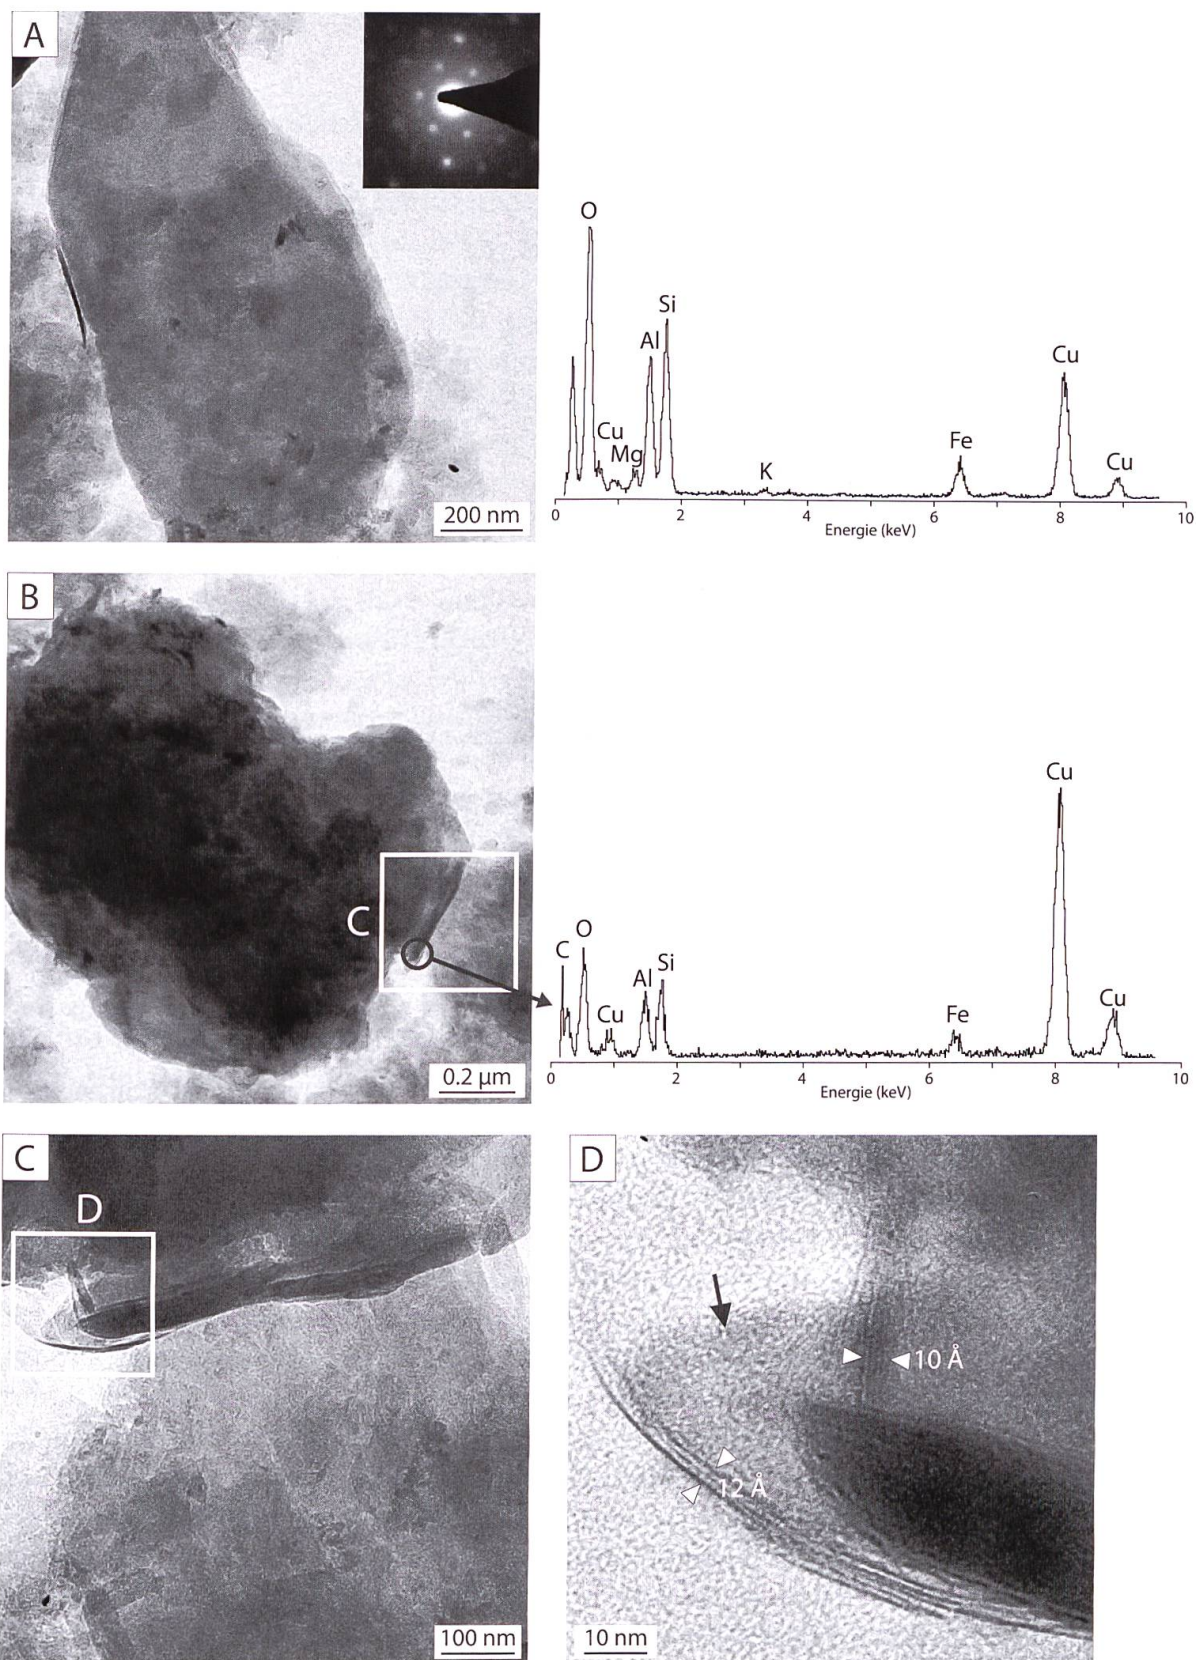 A
200 nm
O
Si
Al
Cu
Mg
K
Fe
Cu
Cu
0 2 4 6 8 10
Energie (keV)
B
C
0.2 µm
Cu
O
C
Si
Al
Cu
Fe
Cu
0 2 4 6 8 10
Energie (keV)
C
D
100 nm
D
10 Å
12 Å
10 nm